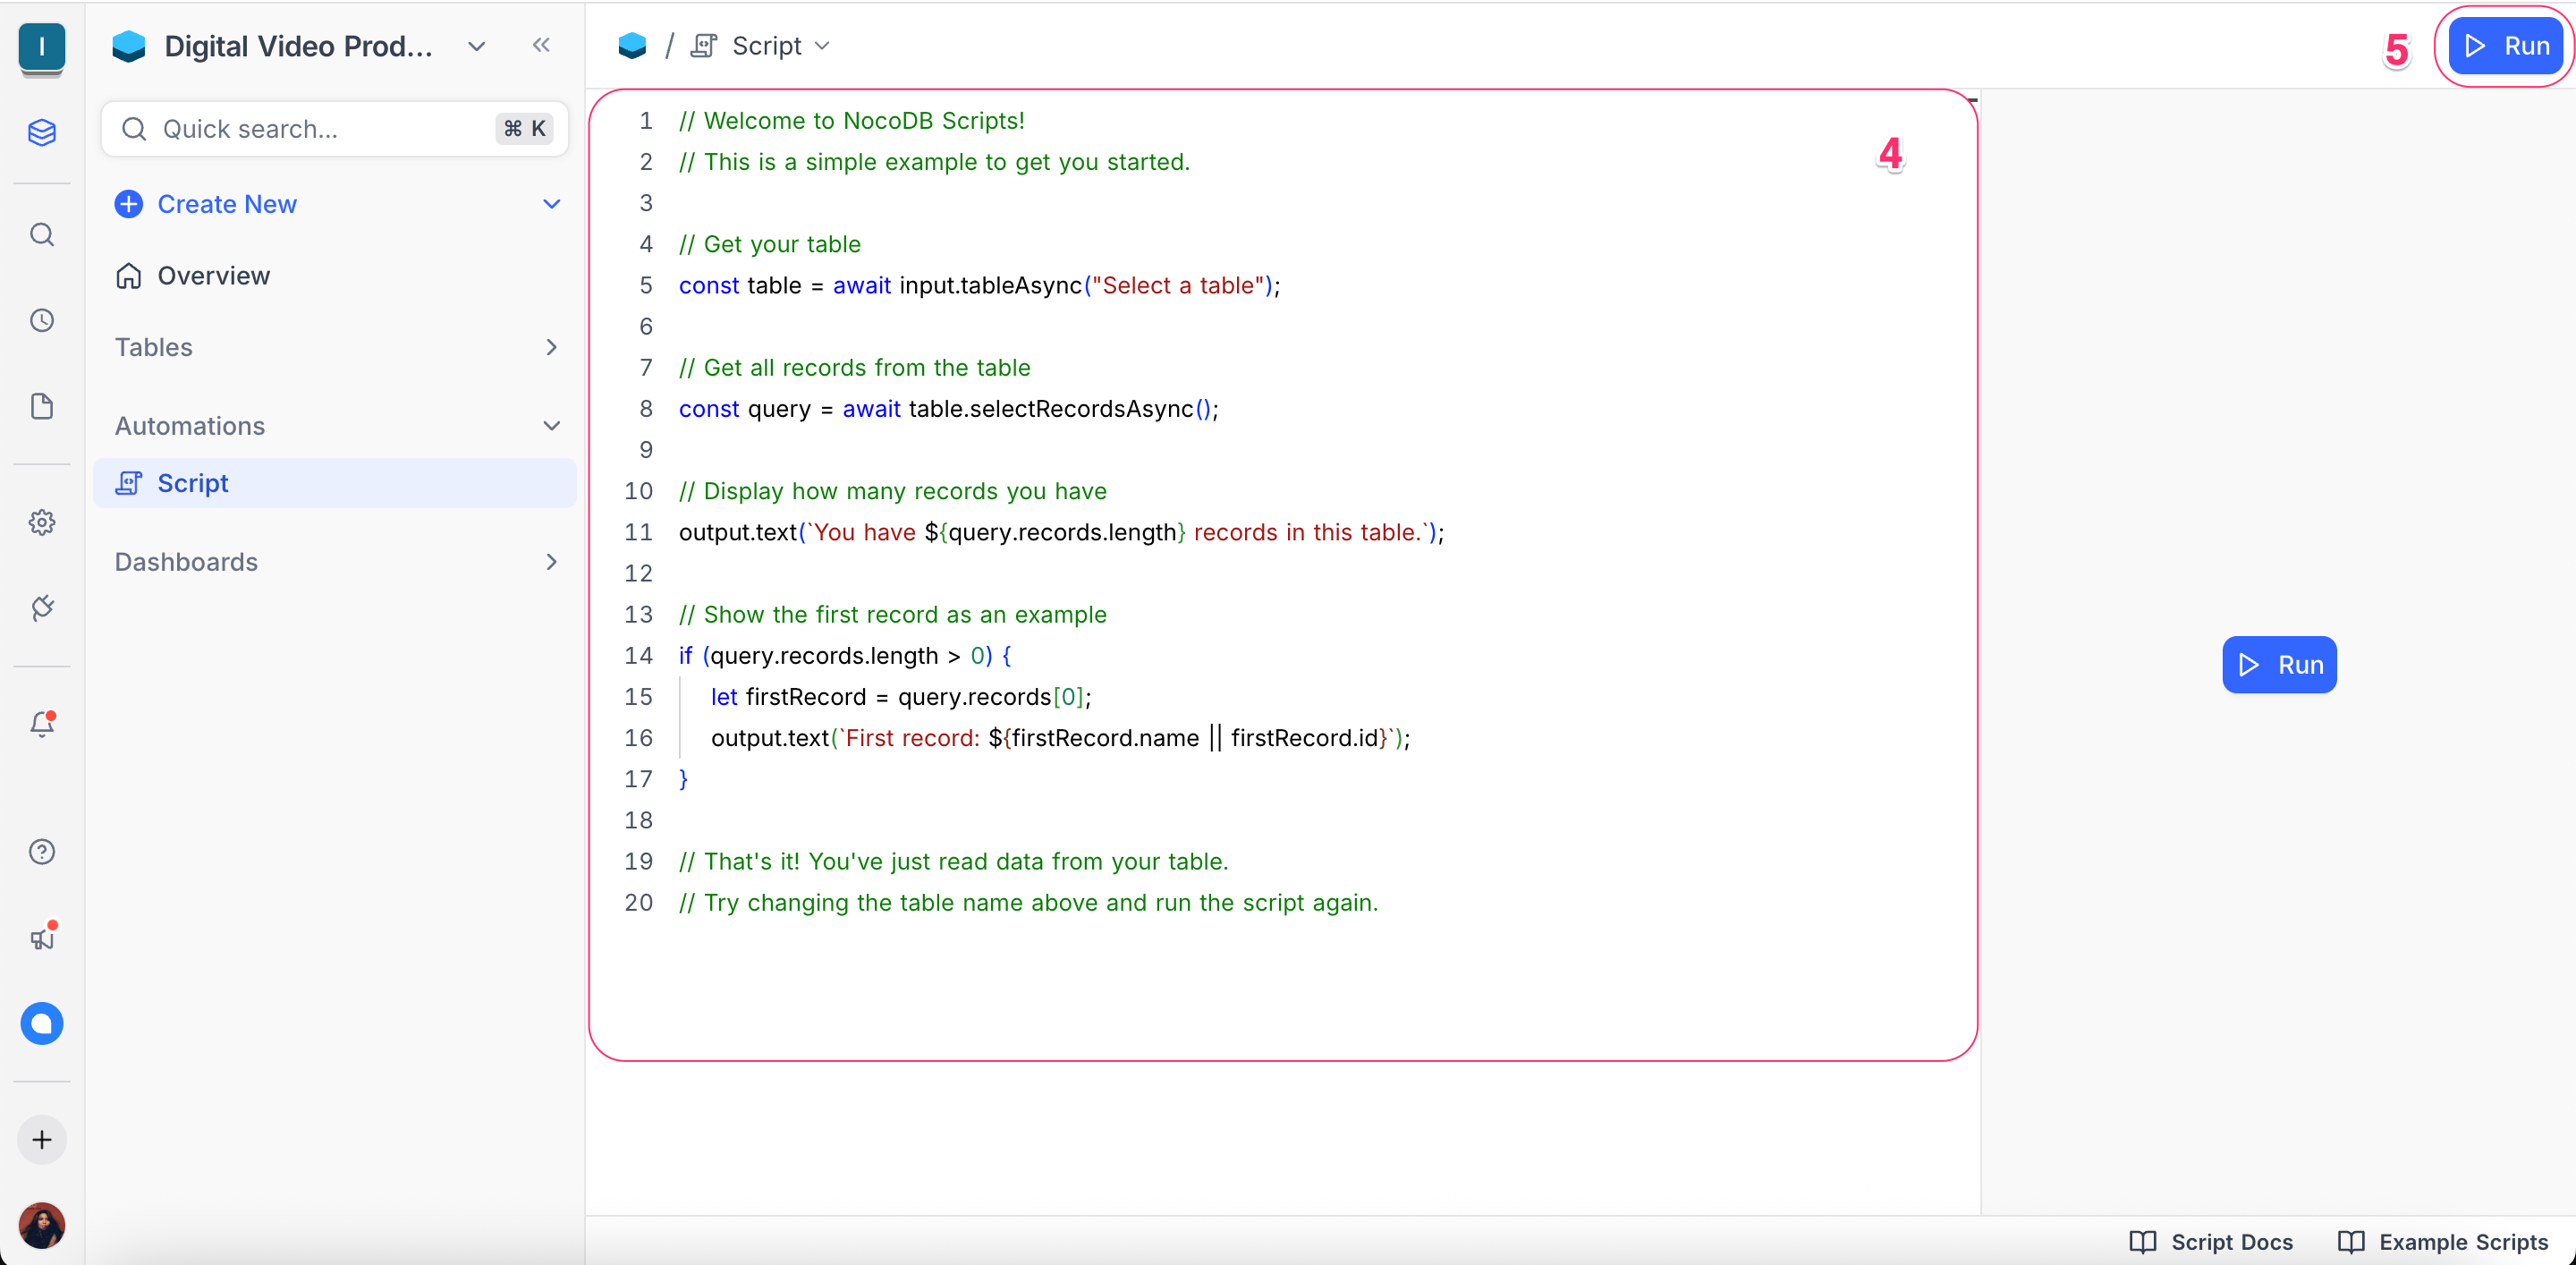 I
Digital Video Prod...
Quick search...
⌘ K
Create New
Overview
Tables
Automations
Script
Dashboards
/ Script
5
Run
4
1 // Welcome to NocoDB Scripts!
2 // This is a simple example to get you started.
3
4 // Get your table
5 const table = await input.tableAsync("Select a table");
6
7 // Get all records from the table
8 const query = await table.selectRecordsAsync();
9
10 // Display how many records you have
11 output.text(`You have ${query.records.length} records in this table.`);
12
13 // Show the first record as an example
14 if (query.records.length > 0) {
15 let firstRecord = query.records[0];
16 output.text(`First record: ${firstRecord.name || firstRecord.id}`);
17 }
18
19 // That's it! You've just read data from your table.
20 // Try changing the table name above and run the script again.
Run
Script Docs
Example Scripts